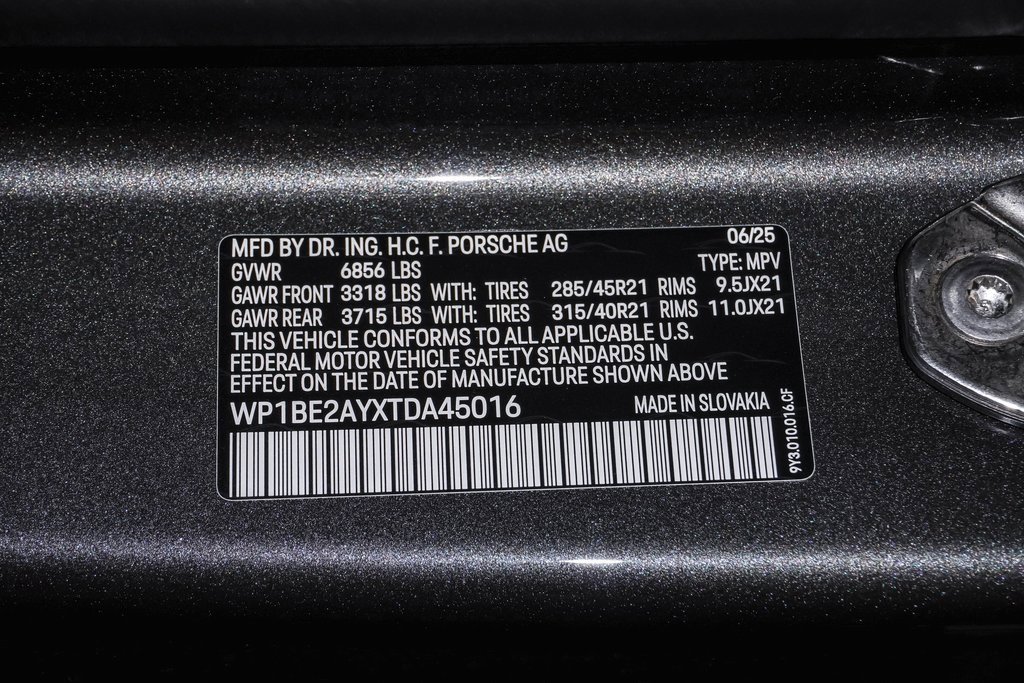 MFD BY DR. ING. H.C. F. PORSCHE AG 06/25
GVWR 6856 LBS TYPE: MPV
GAWR FRONT 3318 LBS WITH: TIRES 285/45R21 RIMS 9.5JX21
GAWR REAR 3715 LBS WITH: TIRES 315/40R21 RIMS 11.0JX21
THIS VEHICLE CONFORMS TO ALL APPLICABLE U.S.
FEDERAL MOTOR VEHICLE SAFETY STANDARDS IN
EFFECT ON THE DATE OF MANUFACTURE SHOWN ABOVE
WP1BE2AYXTDA45016 MADE IN SLOVAKIA
9Y3.010.016.CF